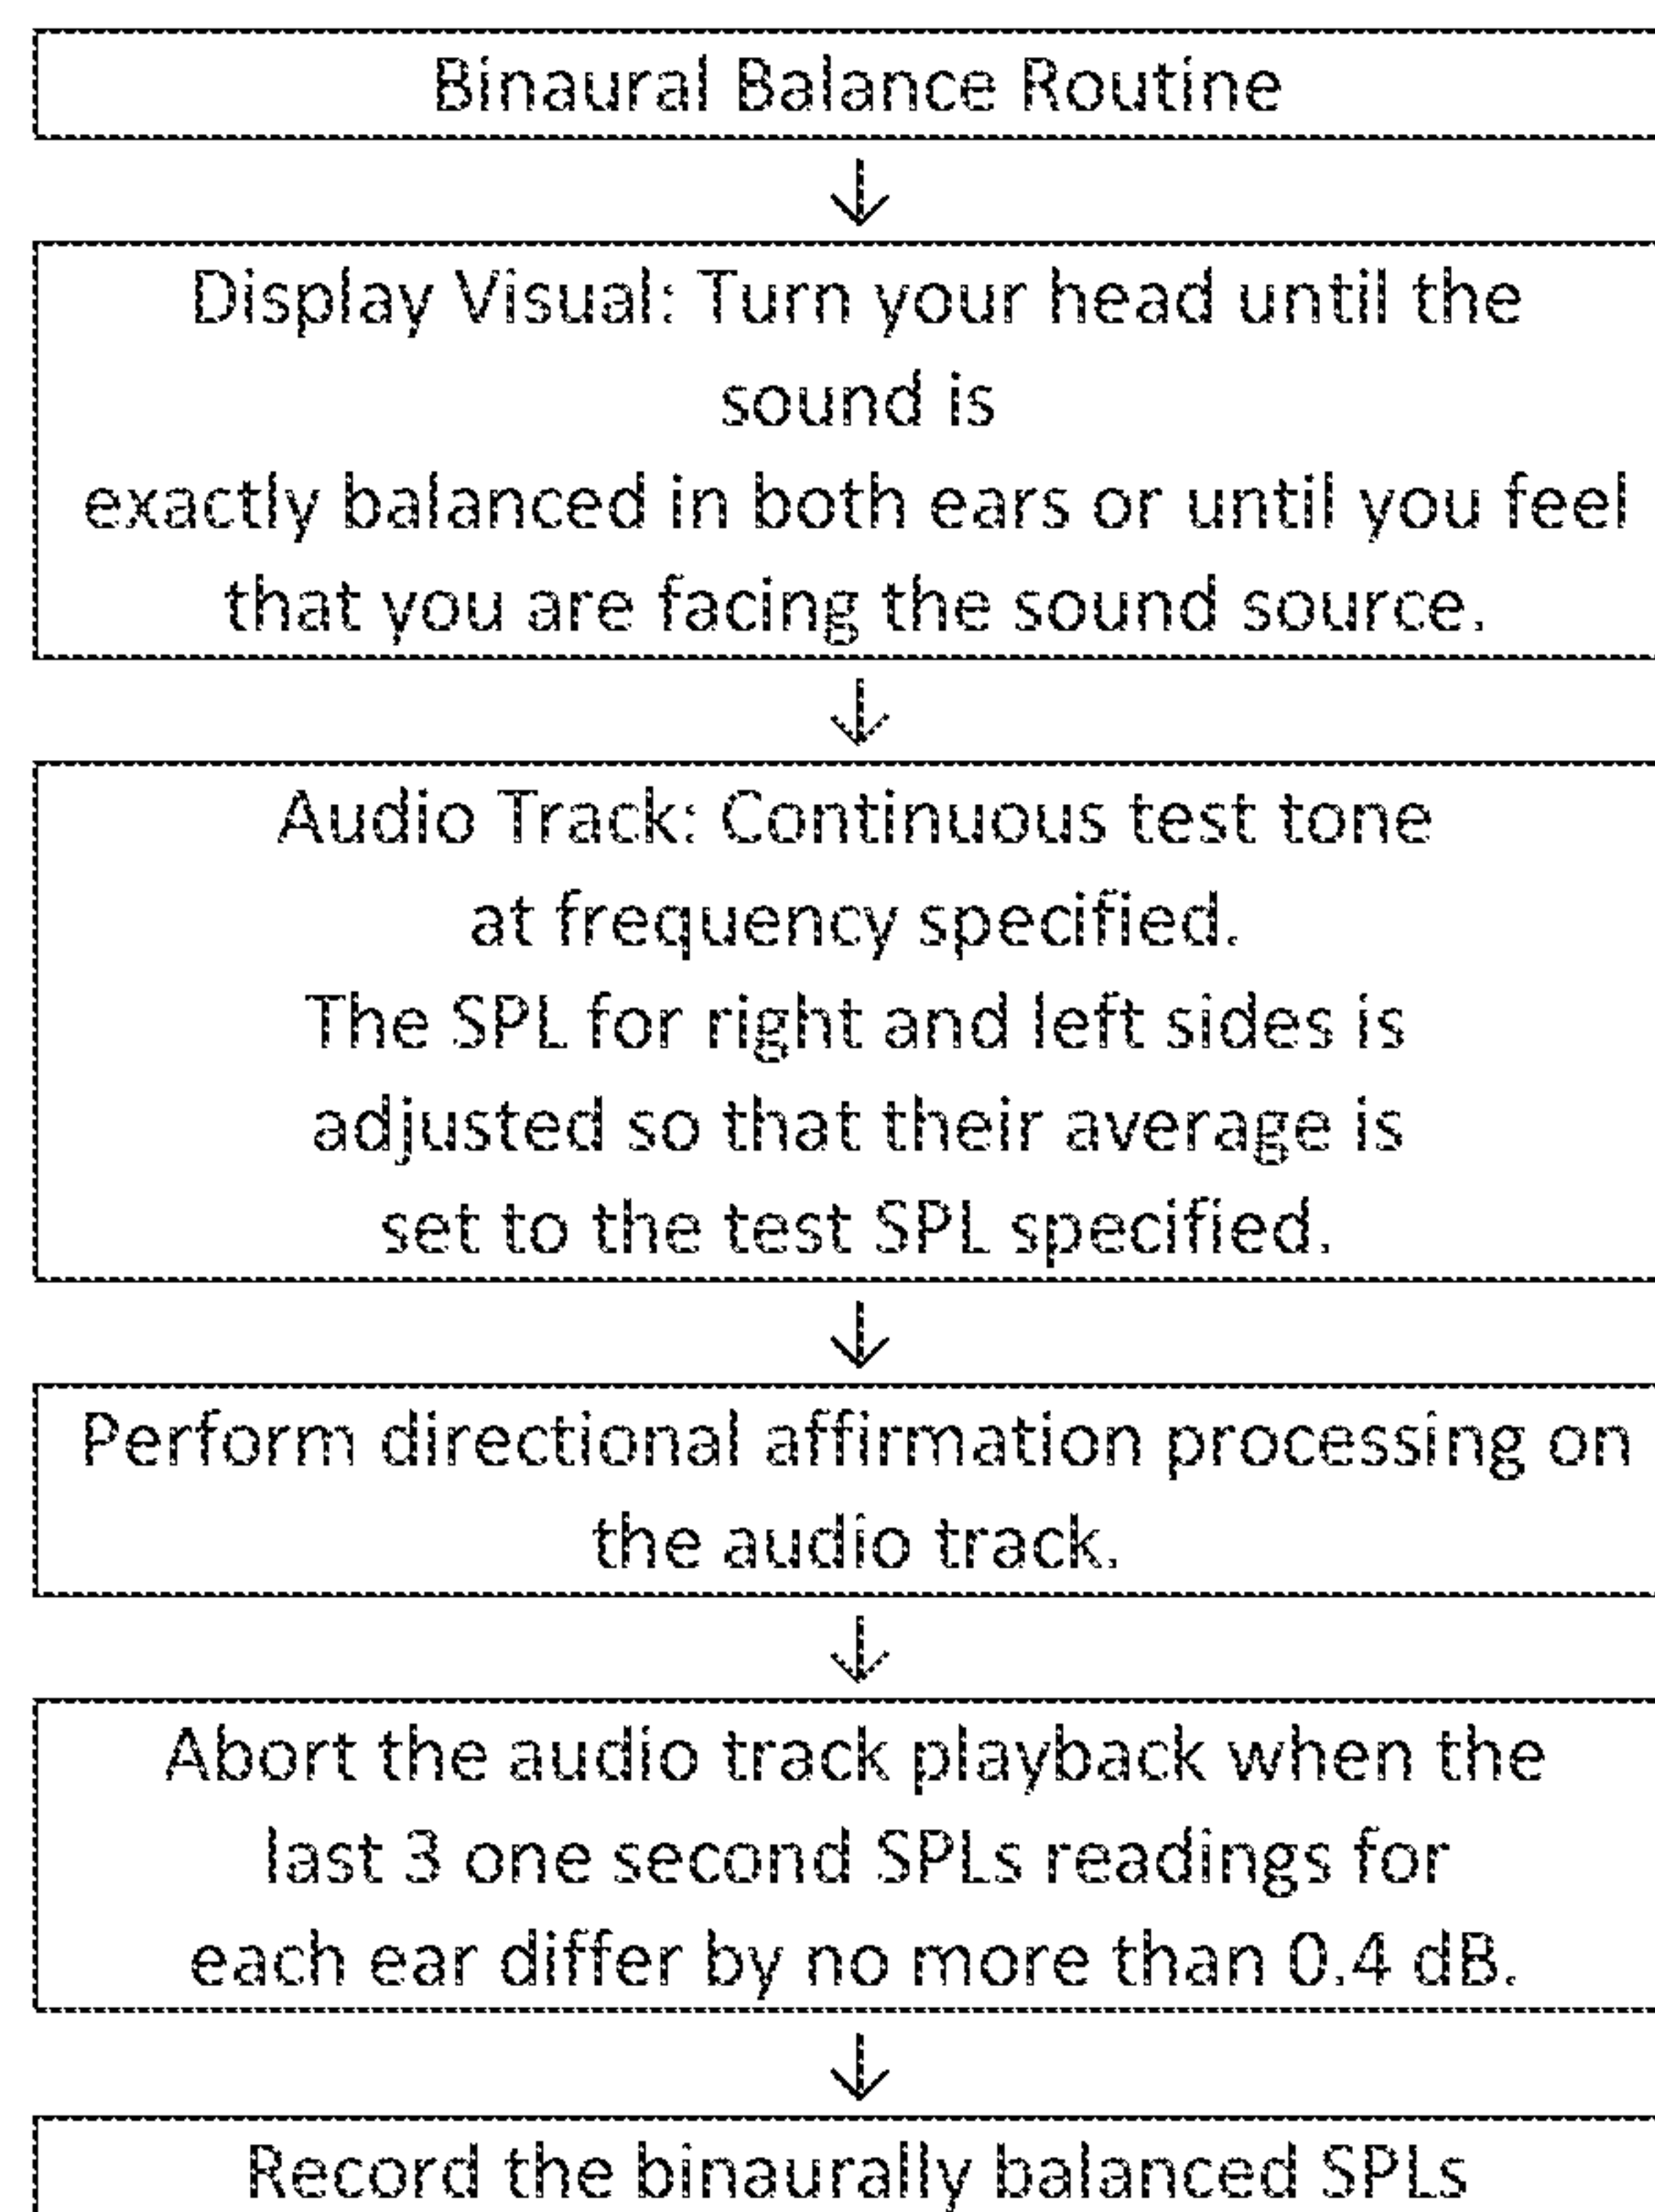 Binaural Balance Routine
↓
Display Visual: Turn your head until the
sound is
exactly balanced in both ears or until you feel
that you are facing the sound source.
↓
Audio Track: Continuous test tone
at frequency specified.
The SPL for right and left sides is
adjusted so that their average is
set to the test SPL specified.
↓
Perform directional affirmation processing on
the audio track.
↓
Abort the audio track playback when the
last 3 one second SPLs readings for
each ear differ by no more than 0.4 dB.
↓
Record the binaurally balanced SPLs